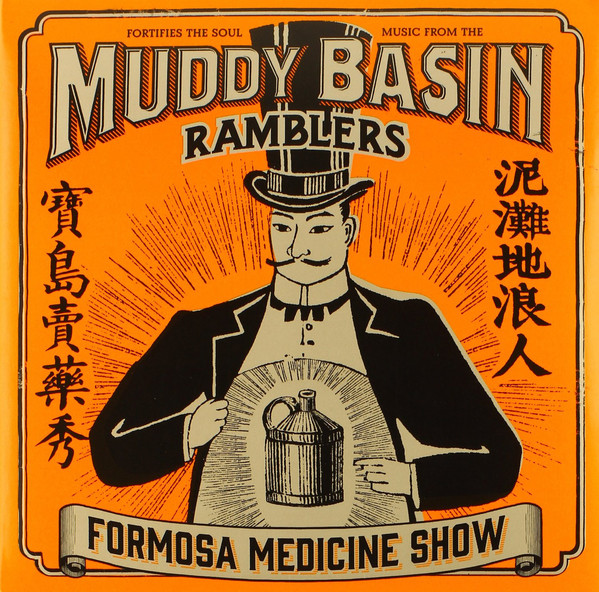 FORTIFIES THE SOUL
MUSIC FROM THE
MUDDY BASIN
RAMBLERS
寶島賣藥秀
泥灘地浪人
FORMOSA MEDICINE SHOW